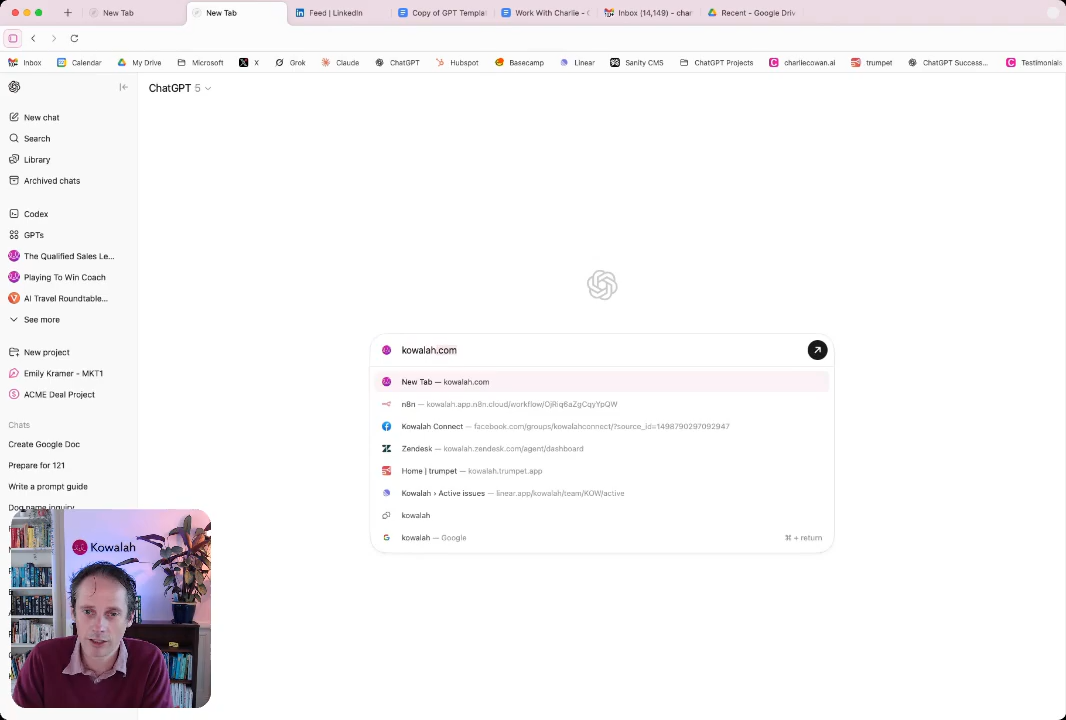 New Tab
New Tab
Feed | LinkedIn
Copy of GPT Templa
Work With Charlie - C
Inbox (14,149) - char
Recent - Google Driv
Inbox
Calendar
My Drive
Microsoft
X
Grok
Claude
ChatGPT
Hubspot
Basecamp
Linear
Sanity CMS
ChatGPT Projects
charliecowan.ai
trumpet
ChatGPT Success...
Testimonials
ChatGPT 5
New chat
Search
Library
Archived chats
Codex
GPTs
The Qualified Sales Le...
Playing To Win Coach
AI Travel Roundtable...
See more
New project
Emily Kramer - MKT1
ACME Deal Project
Chats
Create Google Doc
Prepare for 121
Write a prompt guide
Dog name inquiry
kowalah.com
New Tab — kowalah.com
n8n — kowalah.app.n8n.cloud/workflow/OjRiq6aZgCqyYpQW
Kowalah Connect — facebook.com/groups/kowalahconnect/?source_id=1498790297092947
Zendesk — kowalah.zendesk.com/agent/dashboard
Home | trumpet — kowalah.trumpet.app
Kowalah › Active issues — linear.app/kowalah/team/KOW/active
kowalah
kowalah — Google
⌘ + return
Kowalah